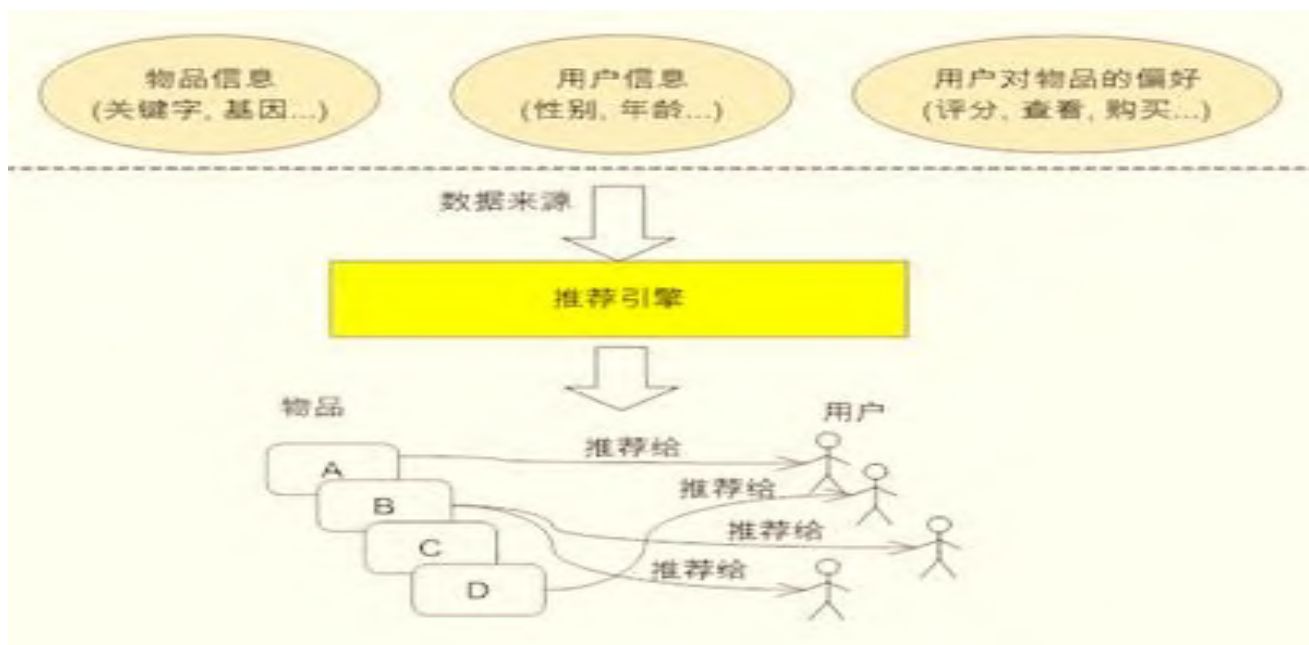 物品信息
(关键字, 基因...)
用户信息
(性别, 年龄...)
用户对物品的偏好
(评分, 查看, 购买...)
数据来源
推荐引擎
物品
用户
A
推荐给
B
推荐给
推荐给
C
推荐给
D